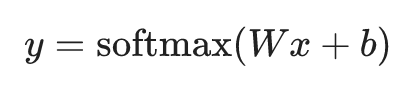 y = softmax(Wx + b)